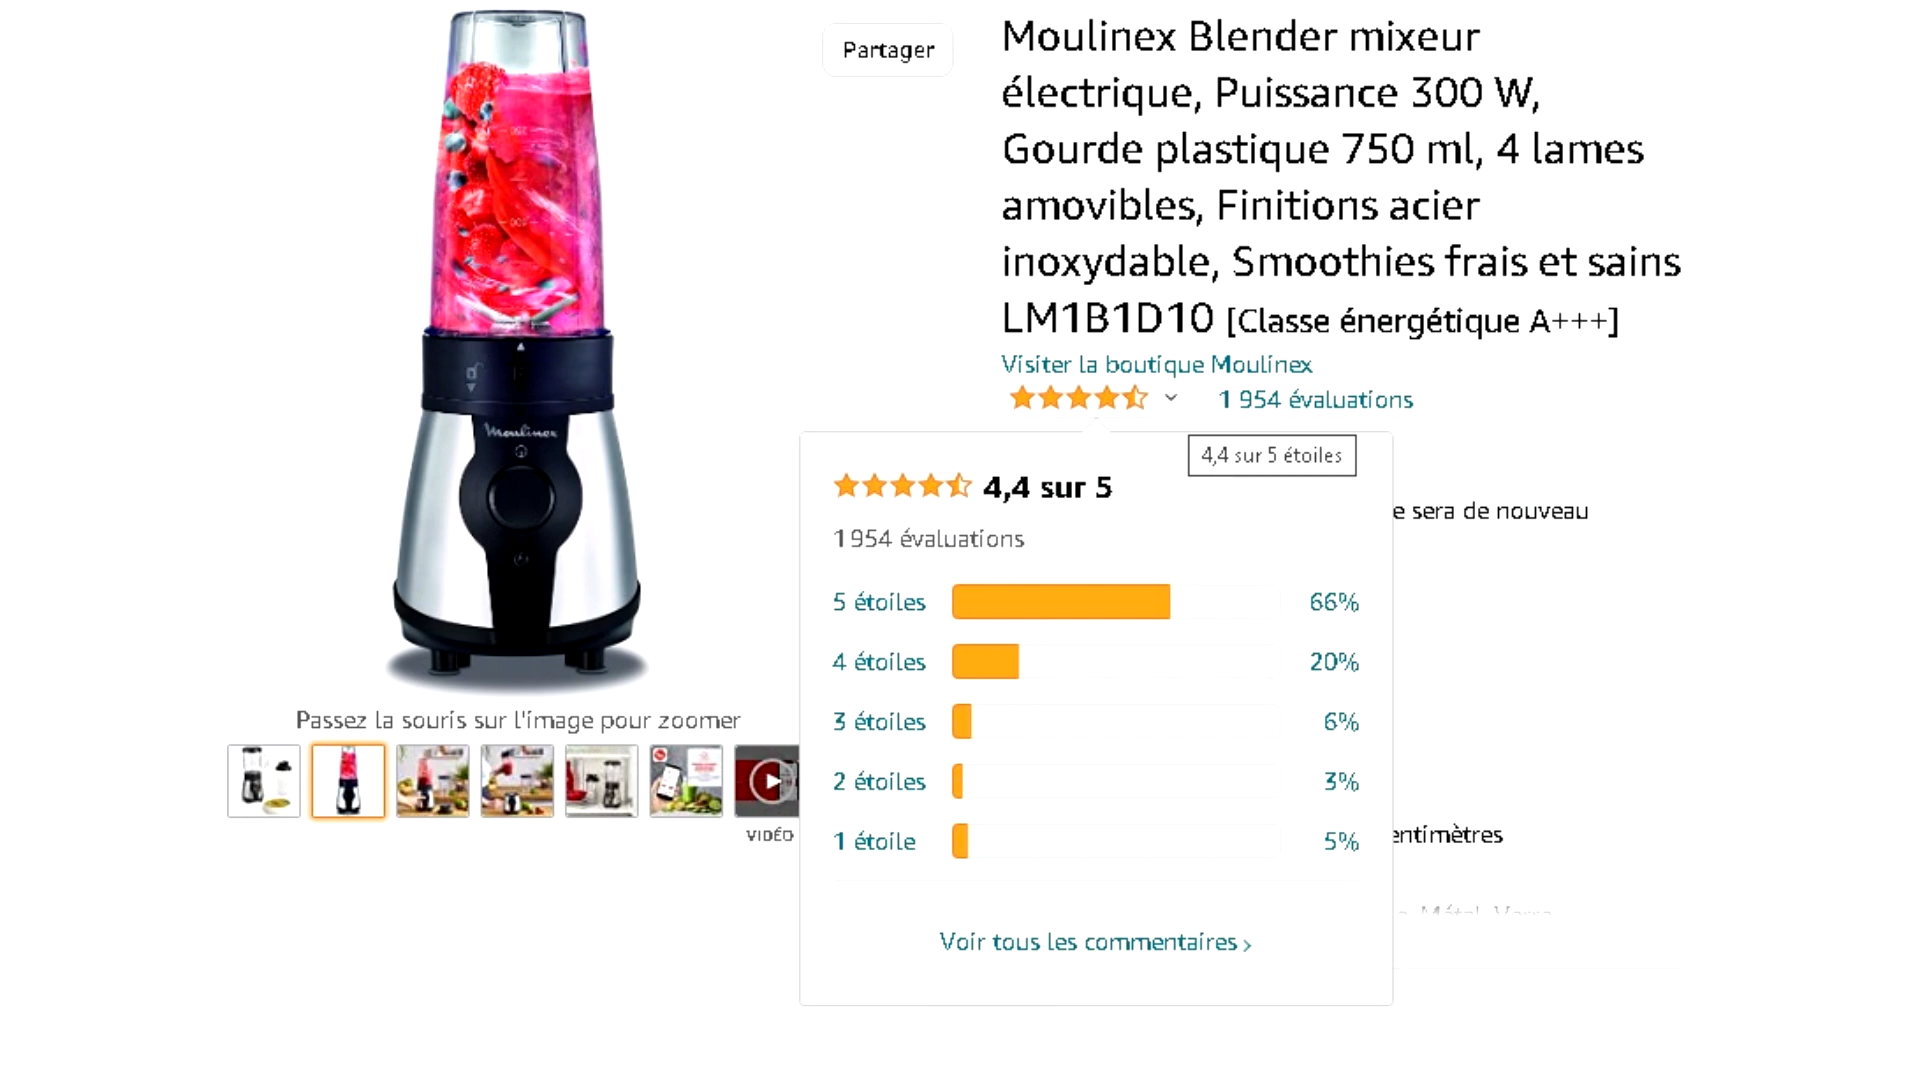 Partager
Moulinex Blender mixeur
électrique, Puissance 300 W,
Gourde plastique 750 ml, 4 lames
amovibles, Finitions acier
inoxydable, Smoothies frais et sains
LM1B1D10 [Classe énergétique A+++]
Visiter la boutique Moulinex
1 954 évaluations
4,4 sur 5 étoiles
4,4 sur 5
1 954 évaluations
e sera de nouveau
5 étoiles 66%
4 étoiles 20%
3 étoiles 6%
2 étoiles 3%
1 étoile 5%
entimètres
Voir tous les commentaires ›
Moulinex
Passez la souris sur l'image pour zoomer
VIDÉO